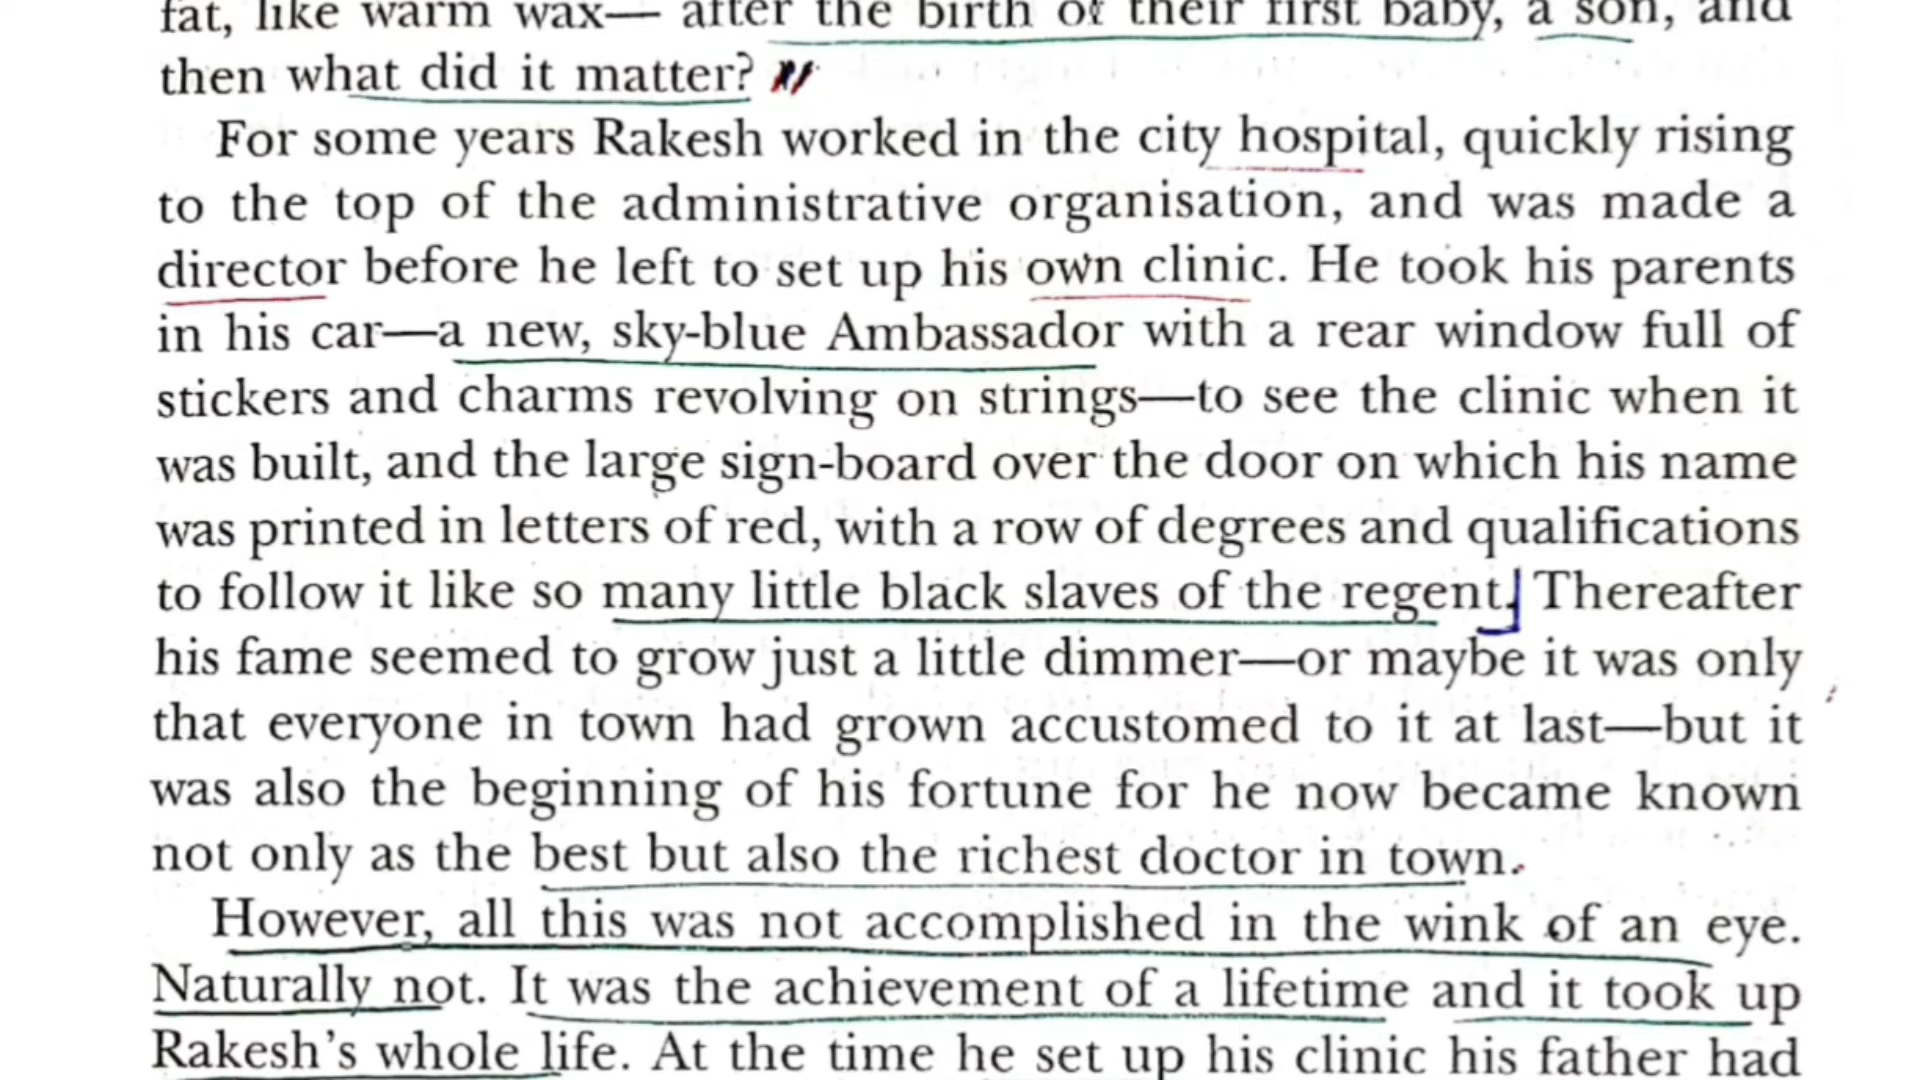 fat, like warm wax— after the birth of their first baby, a son, and
then what did it matter?
For some years Rakesh worked in the city hospital, quickly rising
to the top of the administrative organisation, and was made a
director before he left to set up his own clinic. He took his parents
in his car—a new, sky-blue Ambassador with a rear window full of
stickers and charms revolving on strings—to see the clinic when it
was built, and the large sign-board over the door on which his name
was printed in letters of red, with a row of degrees and qualifications
to follow it like so many little black slaves of the regent. Thereafter
his fame seemed to grow just a little dimmer—or maybe it was only
that everyone in town had grown accustomed to it at last—but it
was also the beginning of his fortune for he now became known
not only as the best but also the richest doctor in town.
However, all this was not accomplished in the wink of an eye.
Naturally not. It was the achievement of a lifetime and it took up
Rakesh's whole life. At the time he set up his clinic his father had